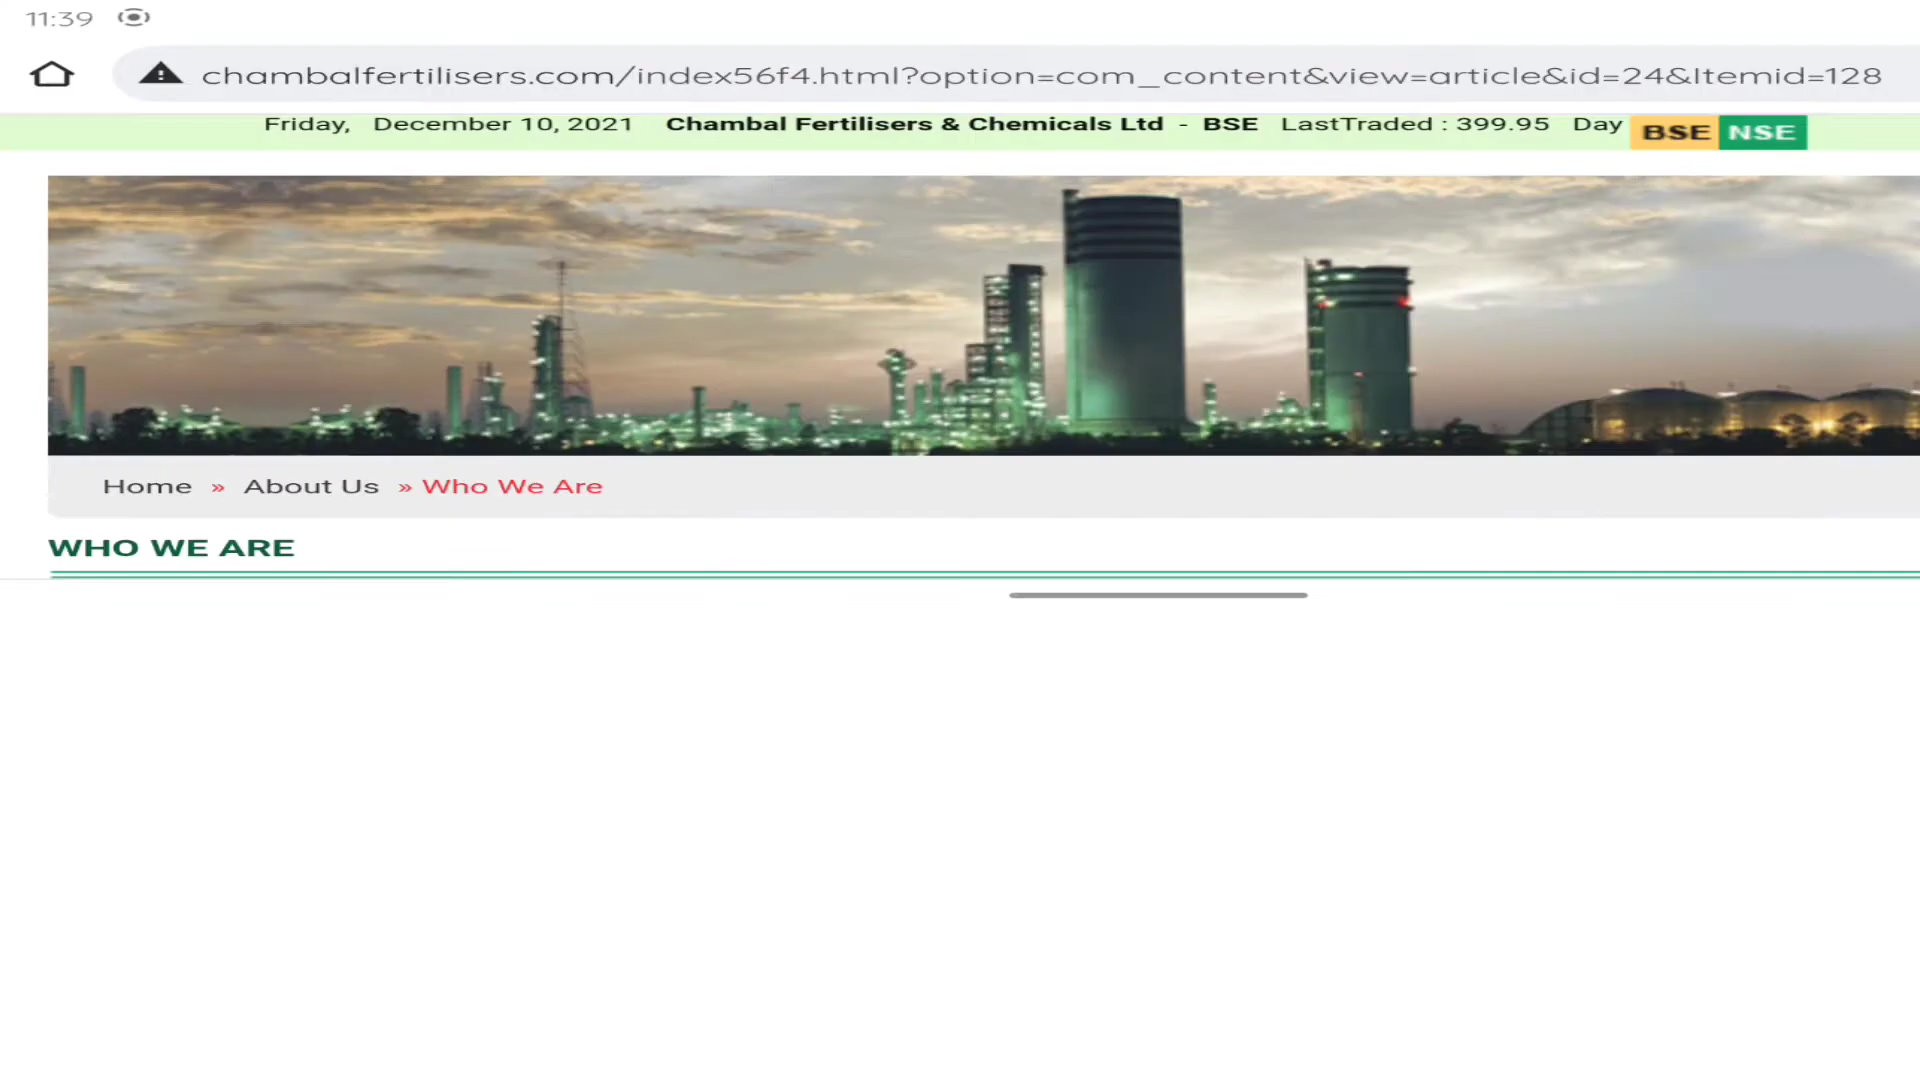 11:39
chambalfertilisers.com/index56f4.html?option=com_content&view=article&id=24&Itemid=128
Friday, December 10, 2021 Chambal Fertilisers & Chemicals Ltd - BSE LastTraded : 399.95 Day BSE NSE
Home » About Us » Who We Are
WHO WE ARE